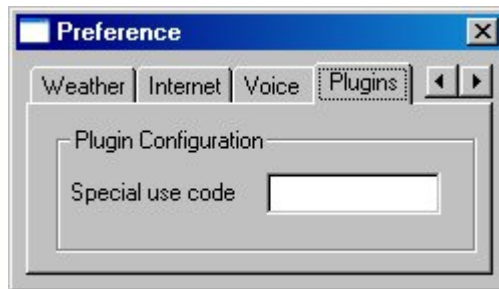 Preference
Weather Internet Voice Plugins
Plugin Configuration
Special use code